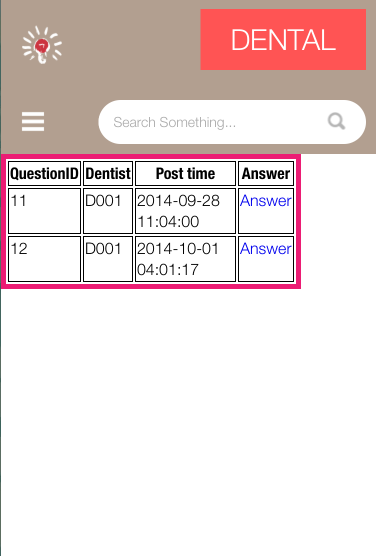 DENTAL
Search Something...
QuestionID Dentist Post time Answer
11 D001 2014-09-28 Answer
11:04:00
12 D001 2014-10-01 Answer
04:01:17